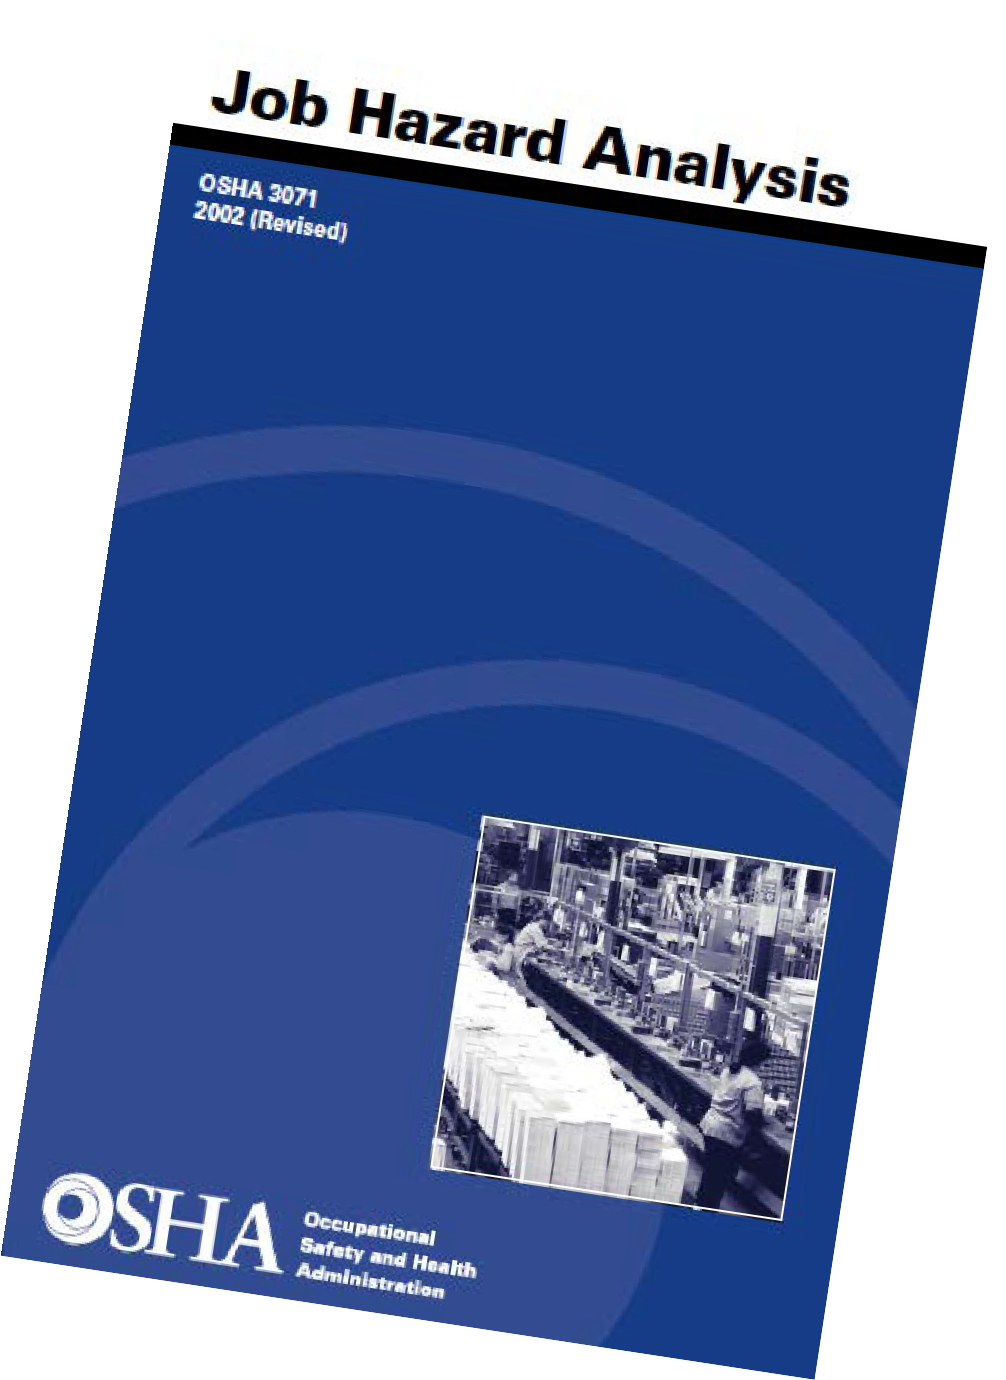 Job Hazard Analysis
OSHA 3071
2002 (Revised)
OSHA
Occupational
Safety and Health
Administration